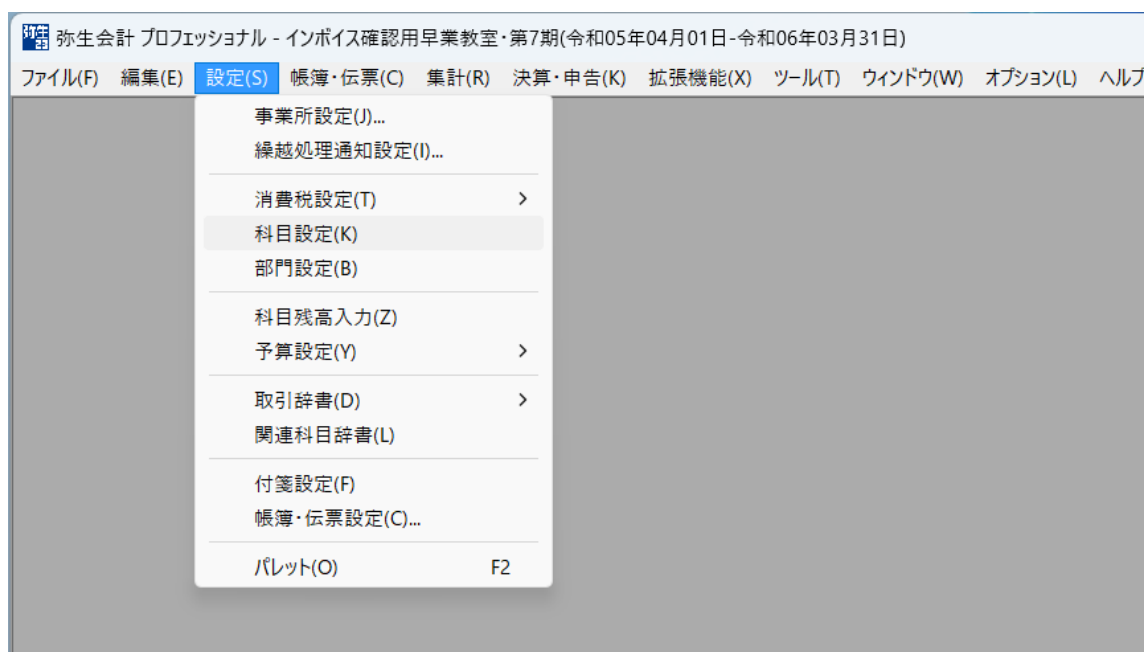 弥生23 弥生会計 プロフェッショナル - インボイス確認用早業教室・第7期(令和05年04月01日-令和06年03月31日)
ファイル(F) 編集(E) 設定(S) 帳簿・伝票(C) 集計(R) 決算・申告(K) 拡張機能(X) ツール(T) ウィンドウ(W) オプション(L) ヘルプ
事業所設定(J)...
繰越処理通知設定(I)...
消費税設定(T) >
科目設定(K)
部門設定(B)
科目残高入力(Z)
予算設定(Y) >
取引辞書(D) >
関連科目辞書(L)
付箋設定(F)
帳簿・伝票設定(C)...
パレット(O) F2